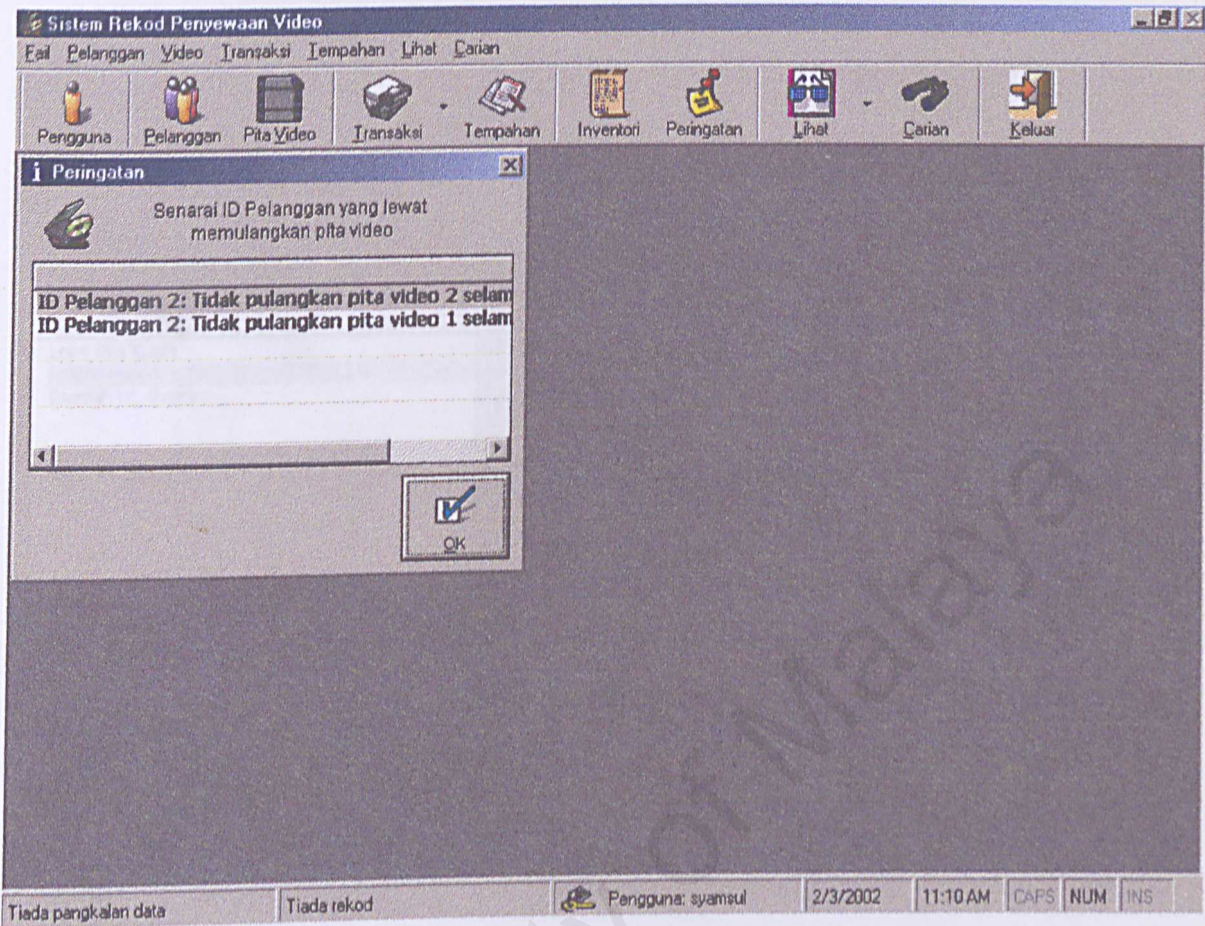 Sistem Rekod Penyewaan Video
Fail Pelanggan Video Transaksi Tempahan Lihat Carian
Pengguna Pelanggan Pita Video Transaksi Tempahan Inventori Peringatan Lihat Carian Keluar
Peringatan
Senarai ID Pelanggan yang lewat
memulangkan pita video
ID Pelanggan 2: Tidak pulangkan pita video 2 selam
ID Pelanggan 2: Tidak pulangkan pita video 1 selam
OK
Tiada pangkalan data Tiada rekod Pengguna: syamsul 2/3/2002 11:10 AM CAPS NUM INS
of Malaya